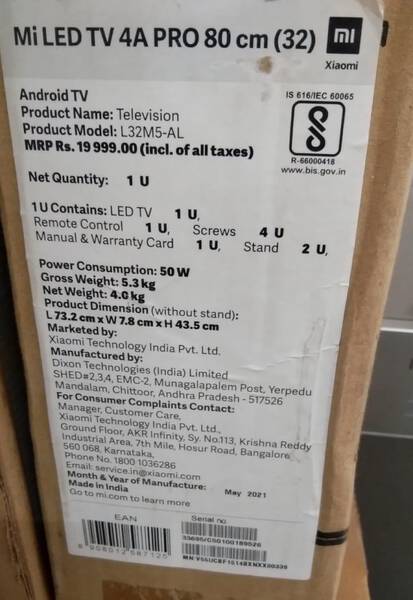 Mi LED TV 4A PRO 80 cm (32)
mi
Xiaomi
Android TV
Product Name: Television
Product Model: L32M5-AL
MRP Rs. 19 999.00 (incl. of all taxes)
IS 616/IEC 60065
R-66000418
www.bis.gov.in
Net Quantity: 1 U
1 U Contains: LED TV 1 U,
Remote Control 1 U, Screws 4 U
Manual & Warranty Card 1 U, Stand 2 U,
Power Consumption: 50 W
Gross Weight: 5.3 kg
Net Weight: 4.0 kg
Product Dimension (without stand):
L 73.2 cm x W 7.8 cm x H 43.5 cm
Marketed by:
Xiaomi Technology India Pvt. Ltd.
Manufactured by:
Dixon Technologies (India) Limited
SHED#2,3,4, EMC-2, Munagalapalem Post, Yerpedu
Mandalam, Chittoor, Andhra Pradesh - 517526
For Consumer Complaints Contact:
Manager, Customer Care,
Xiaomi Technology India Pvt. Ltd.,
Ground Floor, AKR Infinity, Sy. No.113, Krishna Reddy
Industrial Area, 7th Mile, Hosur Road, Bangalore
560 068, Karnataka,
Phone No. 1800 1036286
Email: service.in@xiaomi.com
Month & Year of Manufacture: May 2021
Made in India
Go to mi.com to learn more
EAN
8 908012 587125
Serial no
33695/C50100189526